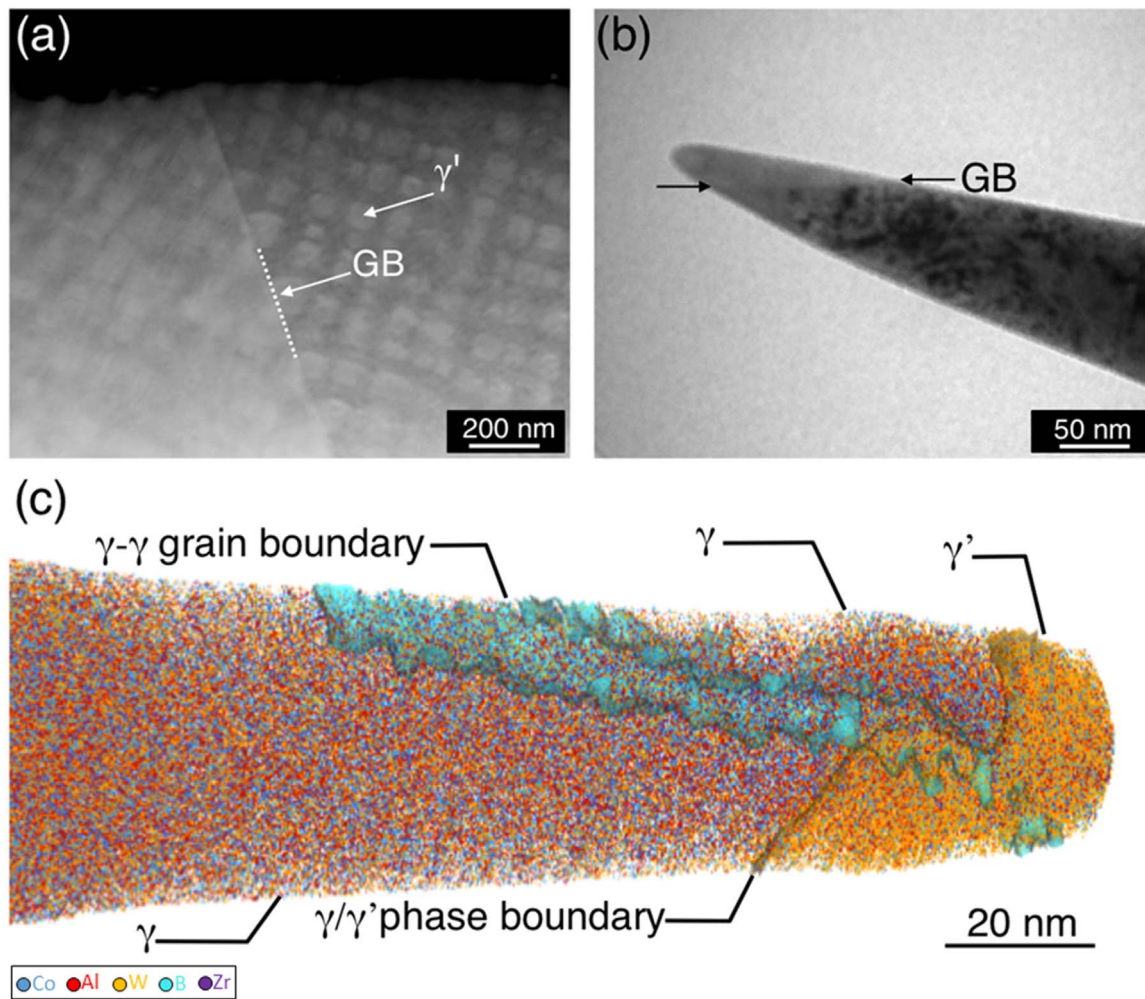 (a)
γ'
GB
200 nm
(b)
GB
50 nm
(c)
γ-γ grain boundary
γ
γ’
γ
γ/γ’phase boundary
20 nm
Co Al W B Zr